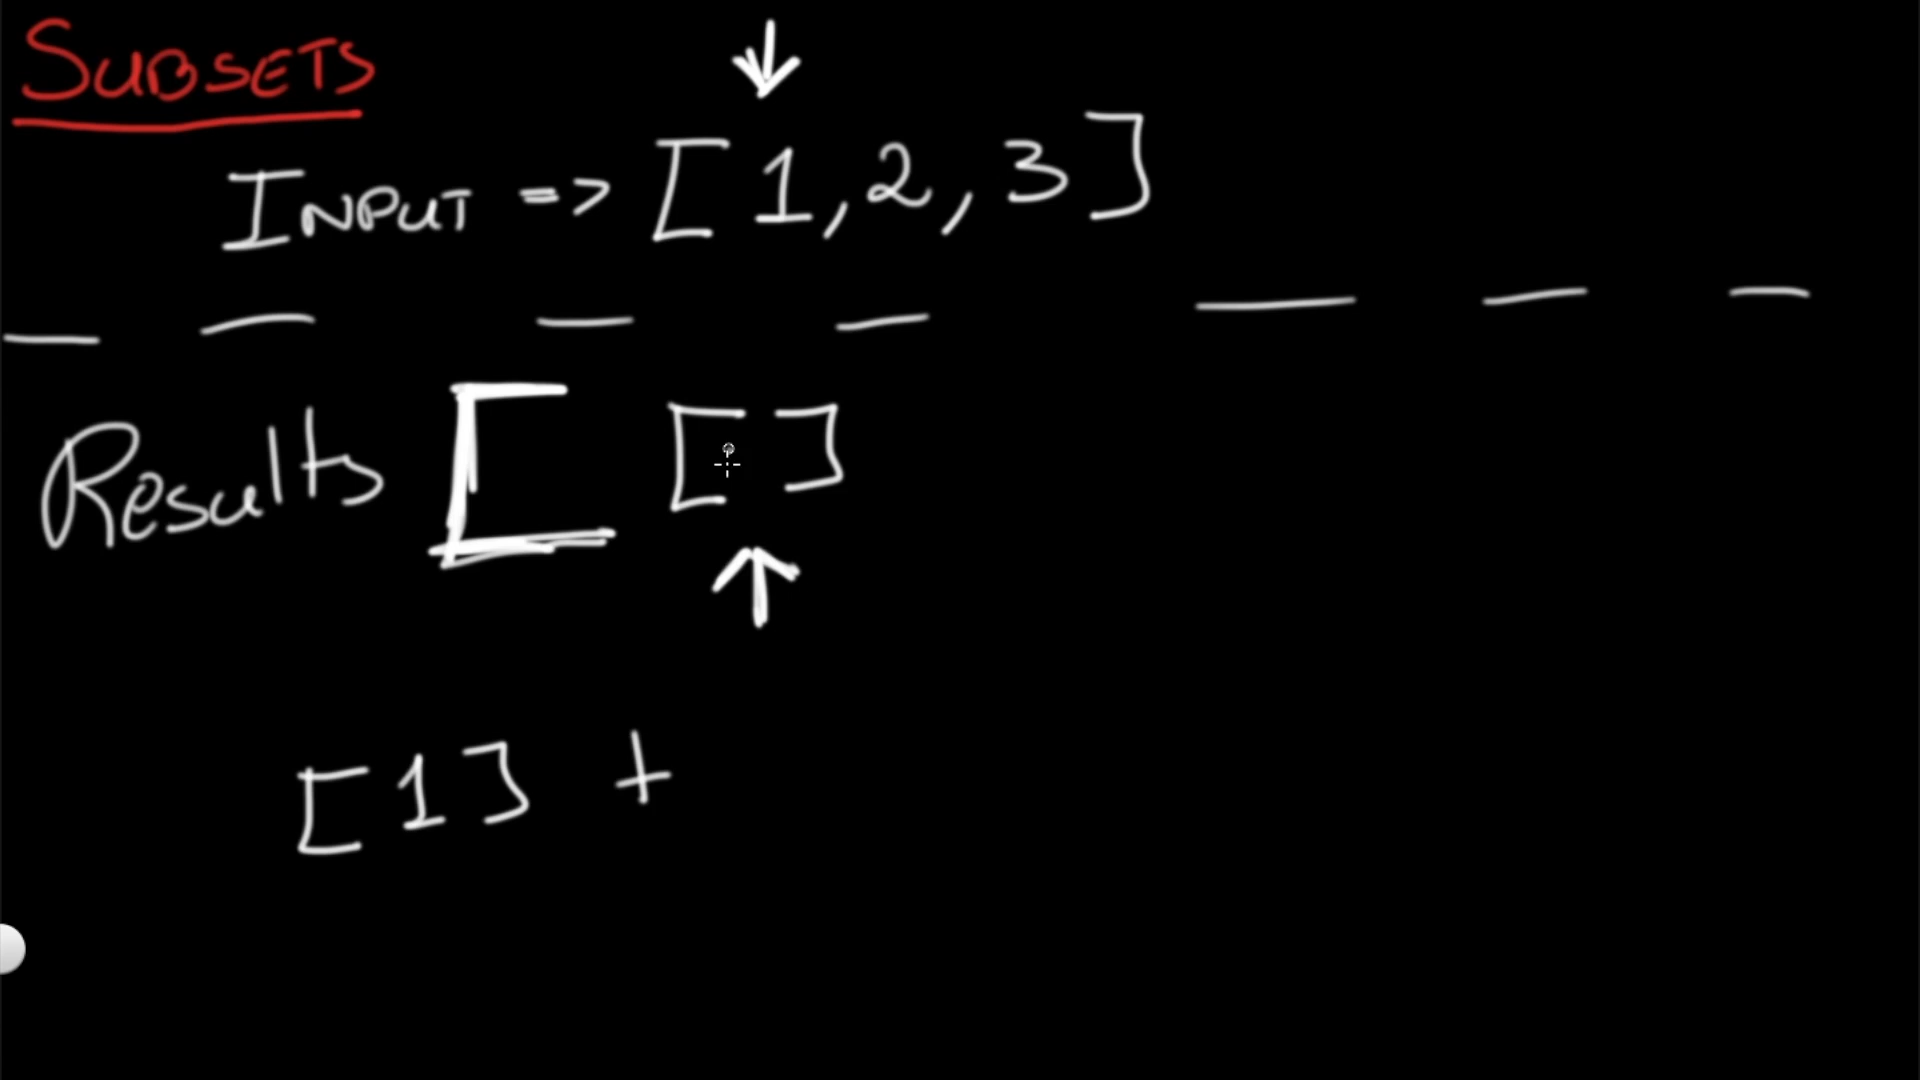 SUBSETS
INPUT => [1,2,3]
Results [ []
[1] +